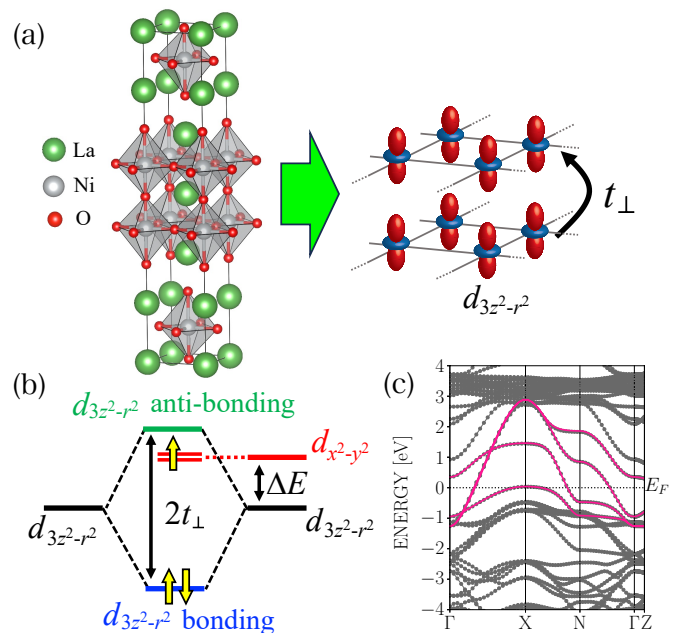 (a)
La
Ni
O
t⊥
d3z²-r²
(b)
d3z²-r² anti-bonding
dx²-y²
ΔE
2t⊥
d3z²-r²
d3z²-r²
d3z²-r² bonding
(c)
ENERGY [eV]
4
3
2
1
0
−1
−2
−3
−4
EF
Γ
X
N
ΓZ